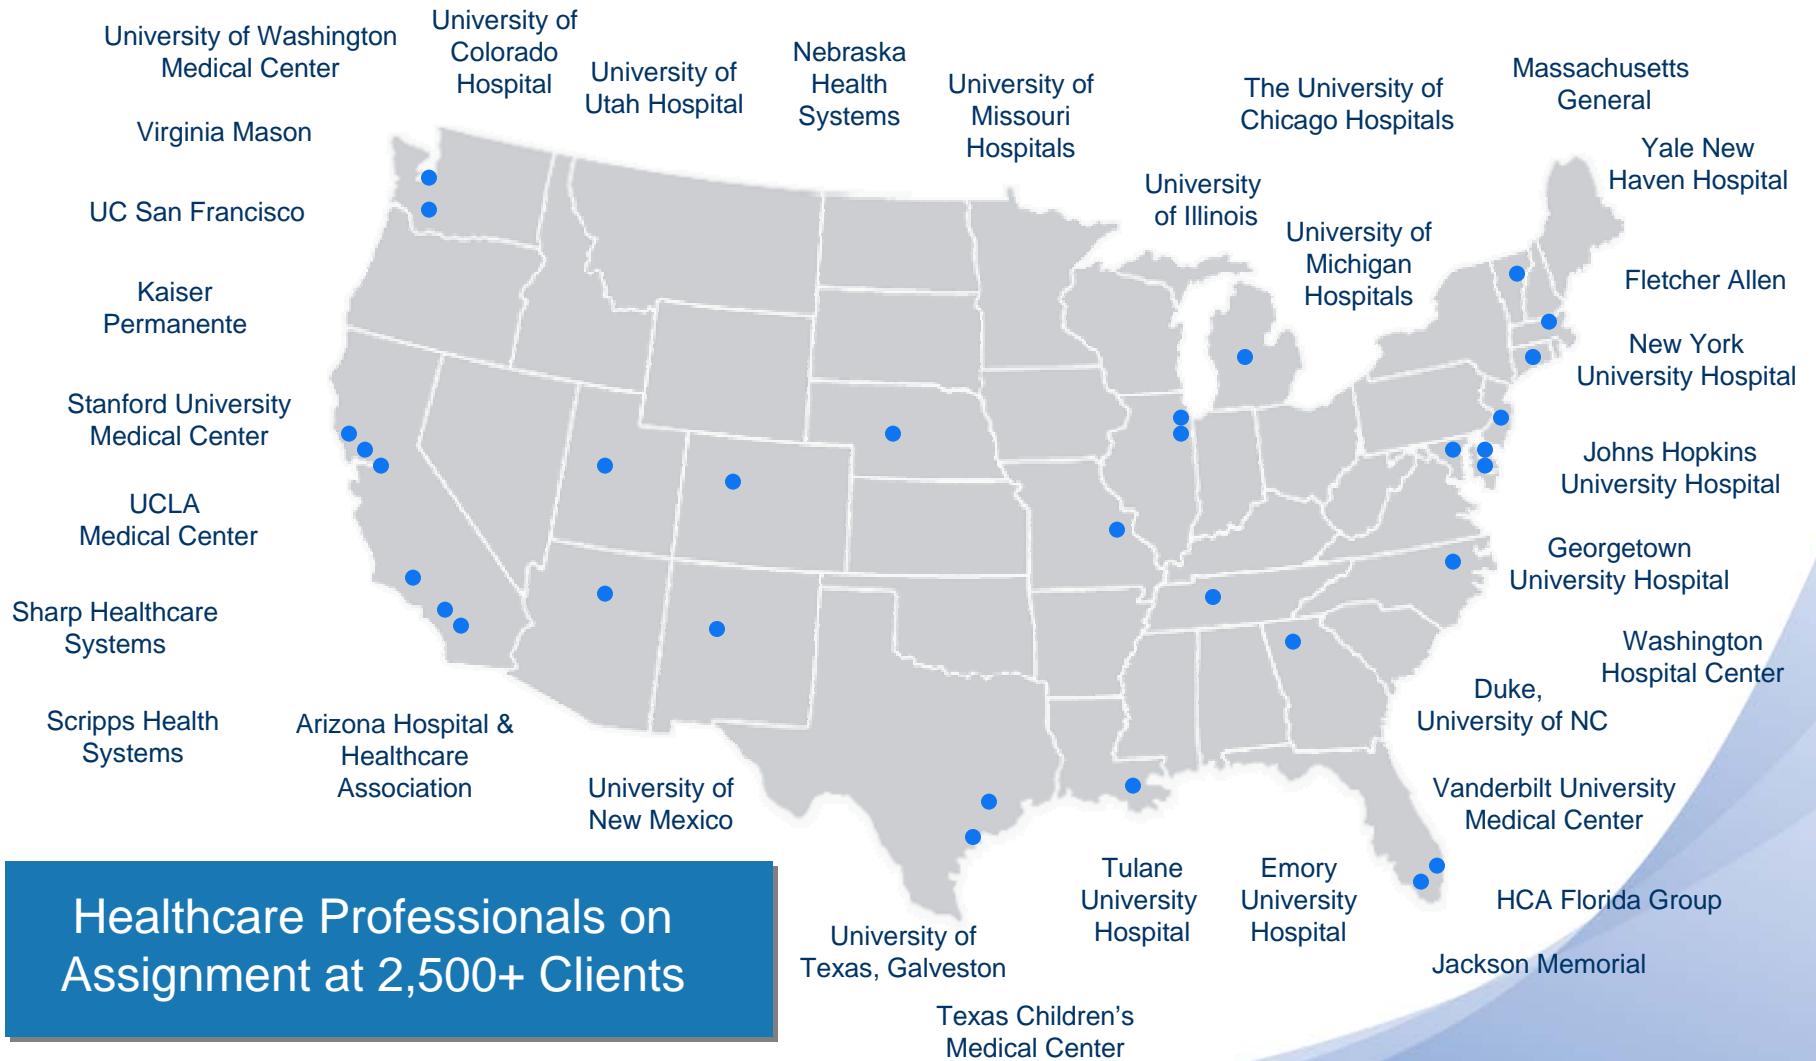 University of Washington
Medical Center
University of
Colorado
Hospital
University of
Utah Hospital
Nebraska
Health
Systems
University of
Missouri
Hospitals
The University of
Chicago Hospitals
Massachusetts
General
Virginia Mason
Yale New
Haven Hospital
UC San Francisco
University
of Illinois
University of
Michigan
Hospitals
Kaiser
Permanente
Fletcher Allen
New York
University Hospital
Stanford University
Medical Center
Johns Hopkins
University Hospital
UCLA
Medical Center
Georgetown
University Hospital
Sharp Healthcare
Systems
Washington
Hospital Center
Scripps Health
Systems
Arizona Hospital &
Healthcare
Association
Duke,
University of NC
University of
New Mexico
Vanderbilt University
Medical Center
Tulane
University
Hospital
Emory
University
Hospital
HCA Florida Group
University of
Texas, Galveston
Jackson Memorial
Texas Children's
Medical Center
Healthcare Professionals on
Assignment at 2,500+ Clients